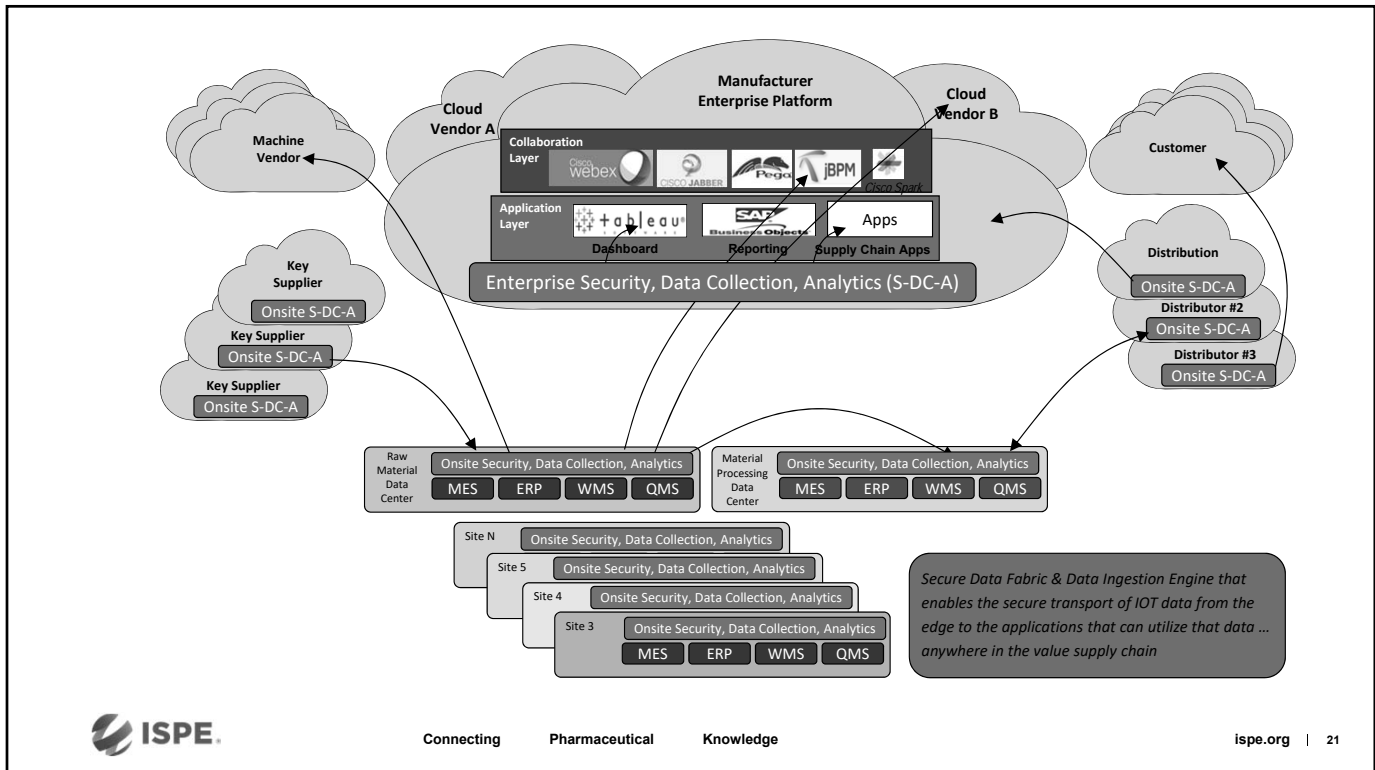 Manufacturer
Enterprise Platform
Cloud
Vendor A
Cloud
Vendor B
Machine
Vendor
Customer
Collaboration
Layer
Cisco
webex
CISCO JABBER
Pega
jBPM
Cisco Spark
Application
Layer
+ableau
SAP
Business Objects
Apps
Dashboard
Reporting
Supply Chain Apps
Enterprise Security, Data Collection, Analytics (S-DC-A)
Key
Supplier
Onsite S-DC-A
Key Supplier
Onsite S-DC-A
Key Supplier
Onsite S-DC-A
Distribution
Onsite S-DC-A
Distributor #2
Onsite S-DC-A
Distributor #3
Onsite S-DC-A
Raw
Material
Data
Center
Onsite Security, Data Collection, Analytics
MES ERP WMS QMS
Material
Processing
Data
Center
Onsite Security, Data Collection, Analytics
MES ERP WMS QMS
Site N
Onsite Security, Data Collection, Analytics
Site 5
Onsite Security, Data Collection, Analytics
Site 4
Onsite Security, Data Collection, Analytics
Site 3
Onsite Security, Data Collection, Analytics
MES ERP WMS QMS
Secure Data Fabric & Data Ingestion Engine that
enables the secure transport of IOT data from the
edge to the applications that can utilize that data …
anywhere in the value supply chain
ISPE.
Connecting Pharmaceutical Knowledge
ispe.org | 21